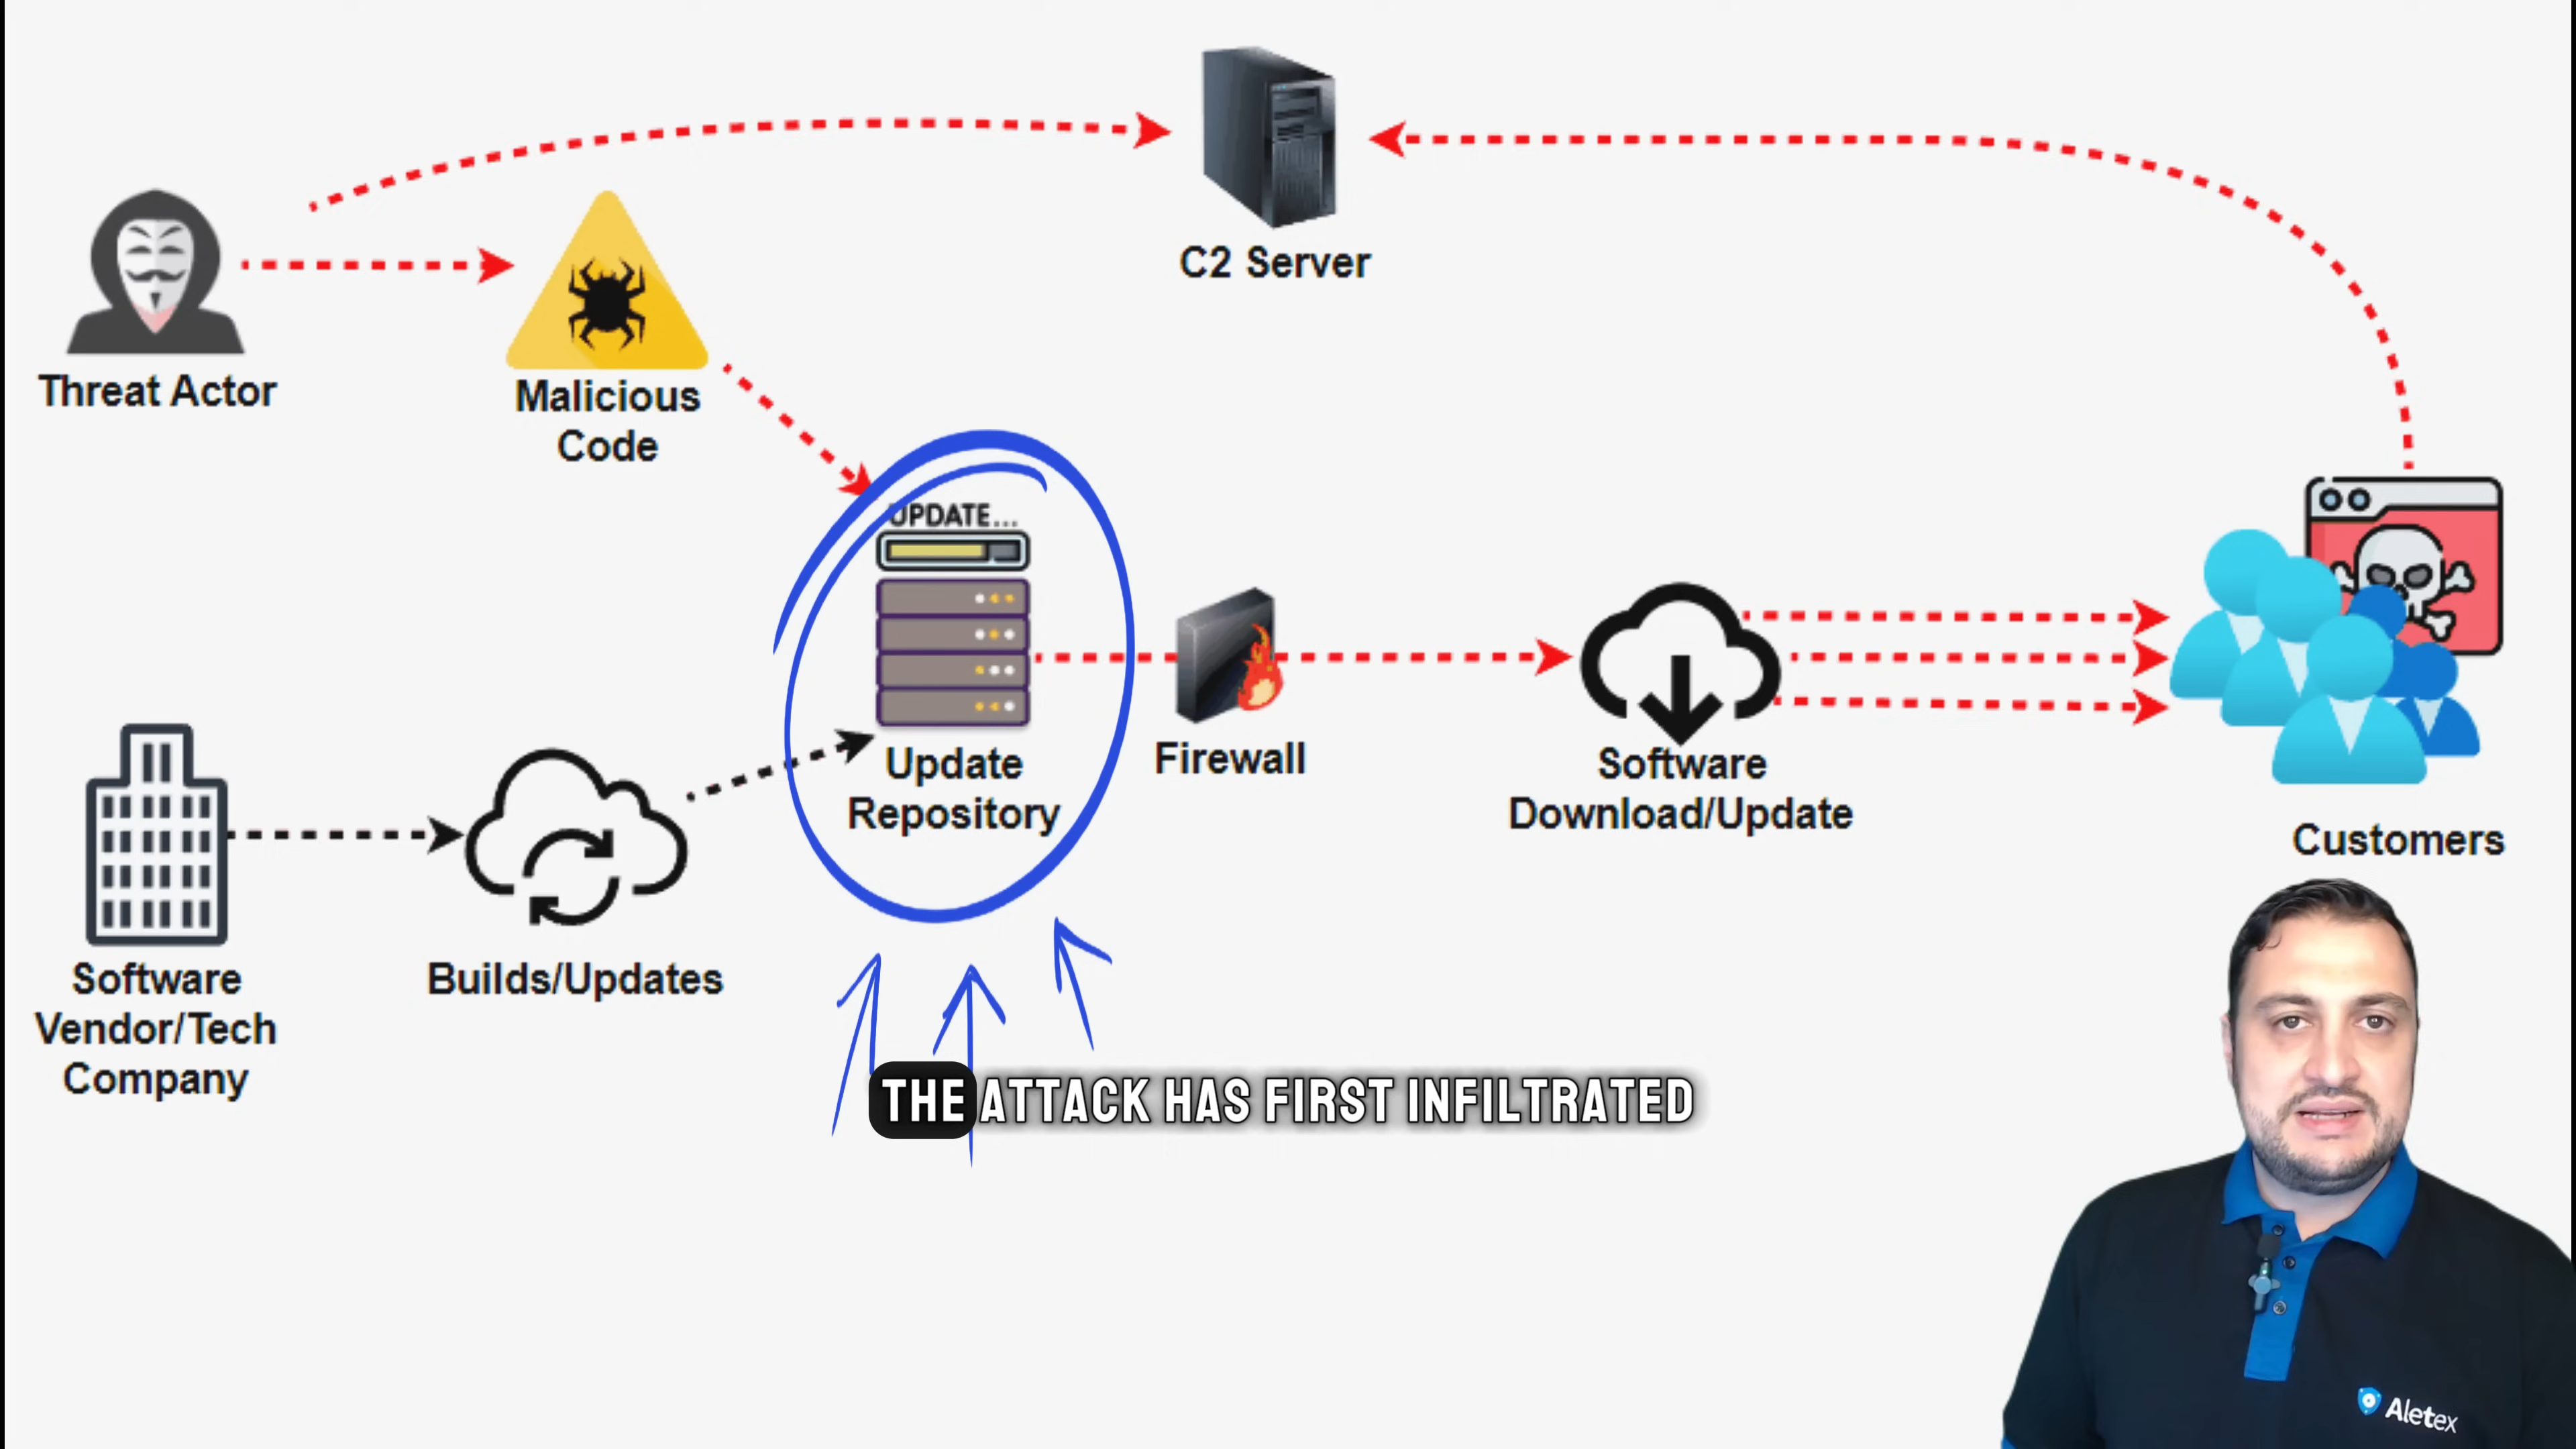 C2 Server
Threat Actor
Malicious
Code
UPDATE...
Update
Repository
Firewall
Software
Download/Update
Customers
Software
Vendor/Tech
Company
Builds/Updates
THE ATTACK HAS FIRST INFILTRATED
Aletex